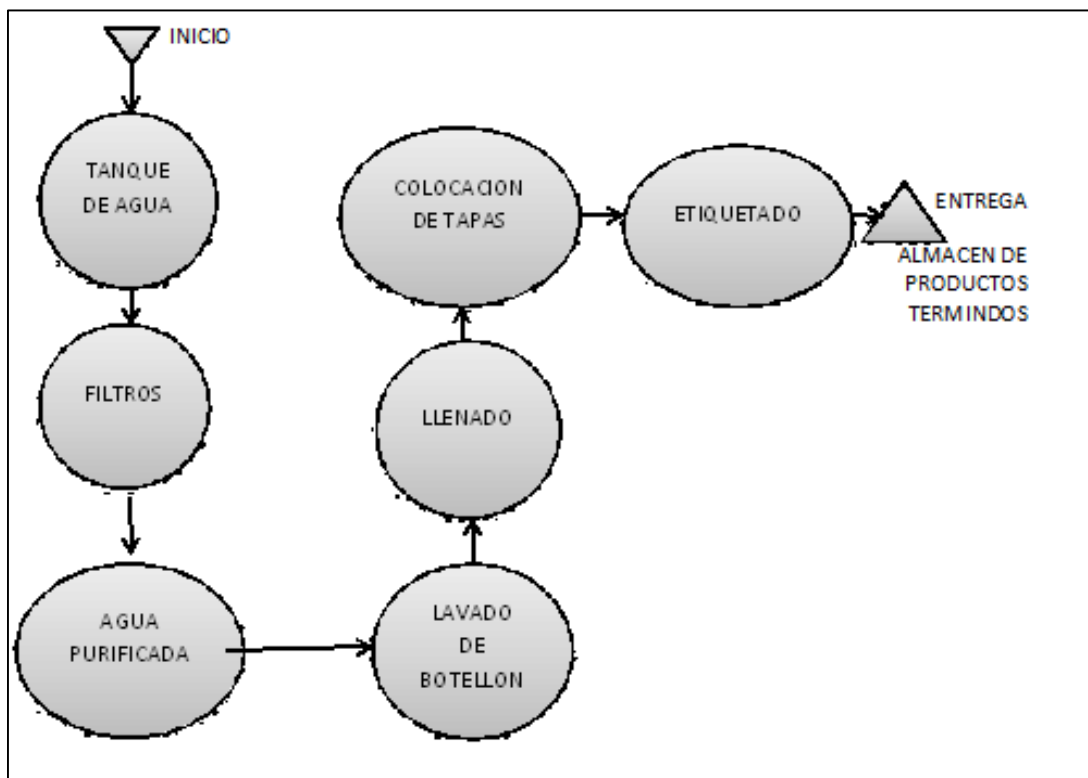 INICIO
TANQUE
DE AGUA
FILTROS
AGUA
PURIFICADA
LAVADO
DE
BOTELLON
LLENADO
COLOCACION
DE TAPAS
ETIQUETADO
ENTREGA
ALMACEN DE
PRODUCTOS
TERMINDOS